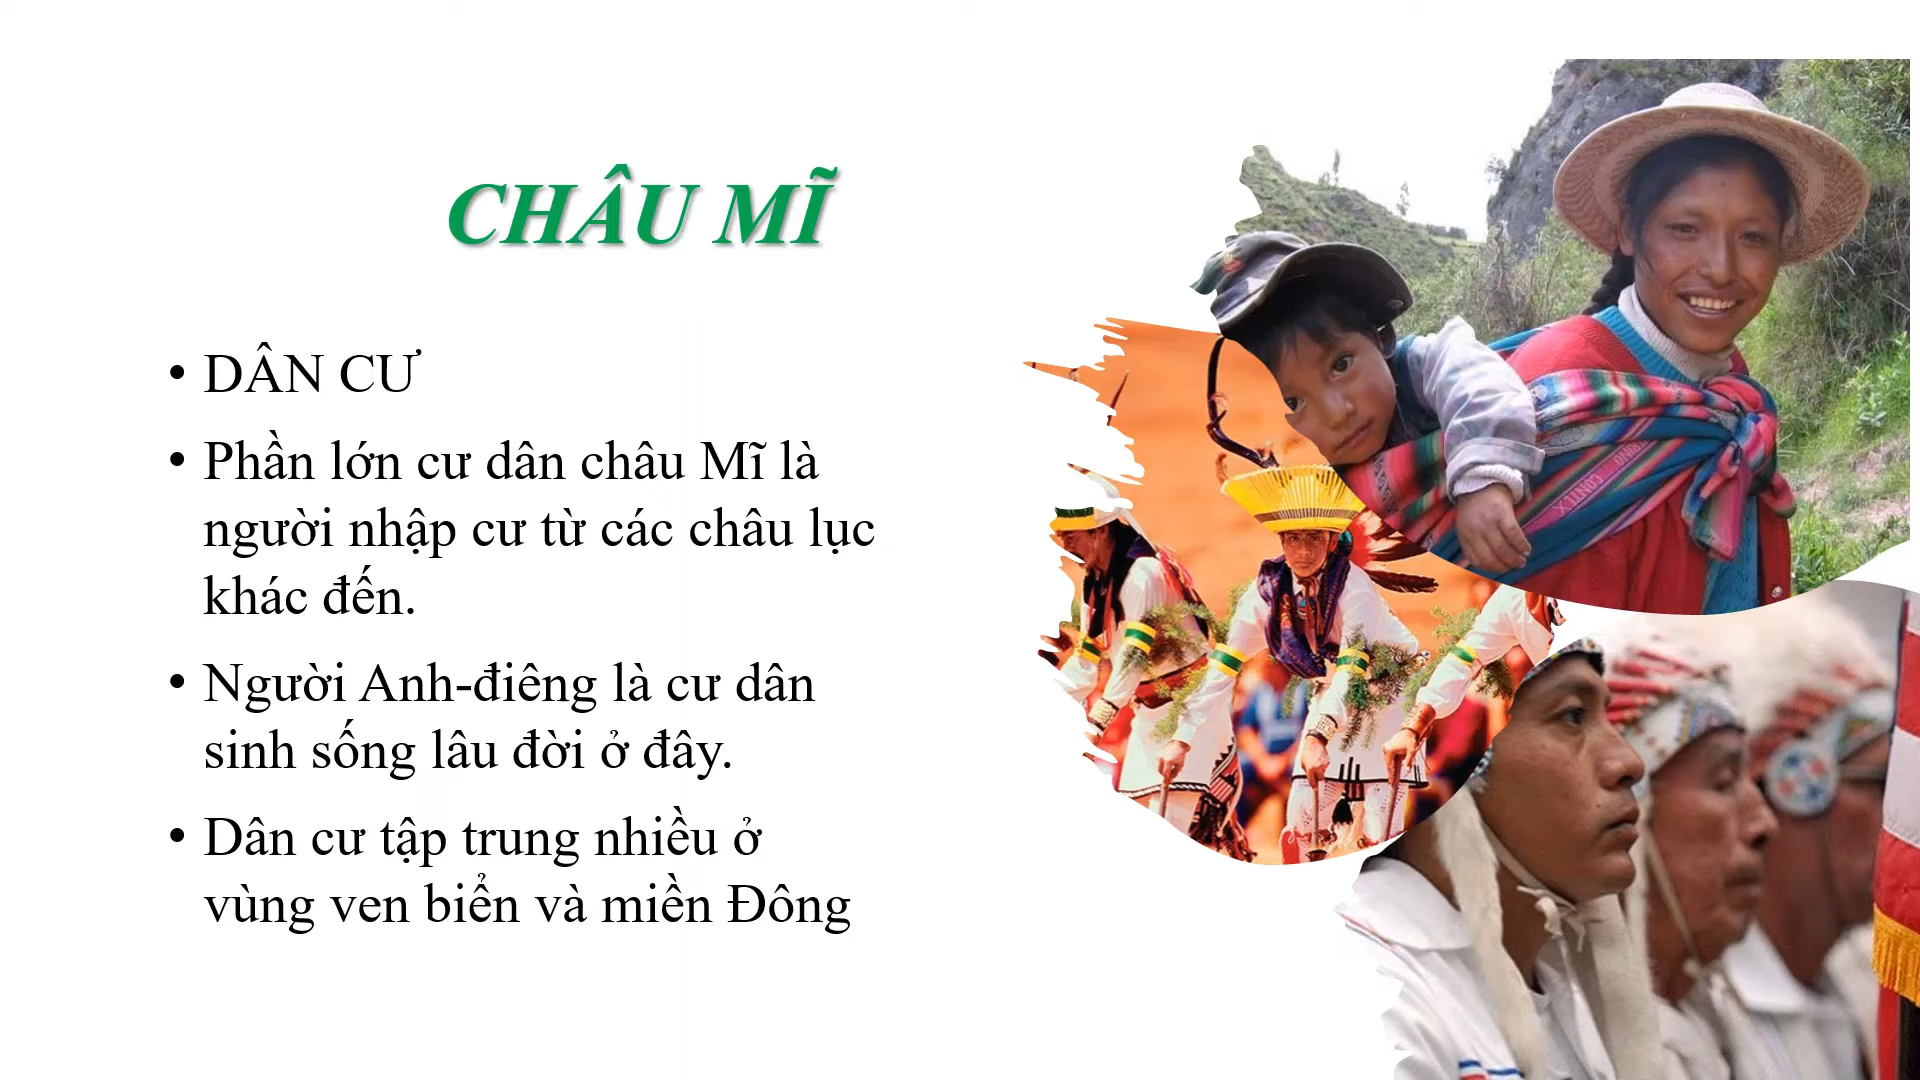 CHÂU MĨ
• DÂN CƯ
• Phần lớn cư dân châu Mĩ là
người nhập cư từ các châu lục
khác đến.
• Người Anh-điêng là cư dân
sinh sống lâu đời ở đây.
• Dân cư tập trung nhiều ở
vùng ven biển và miền Đông